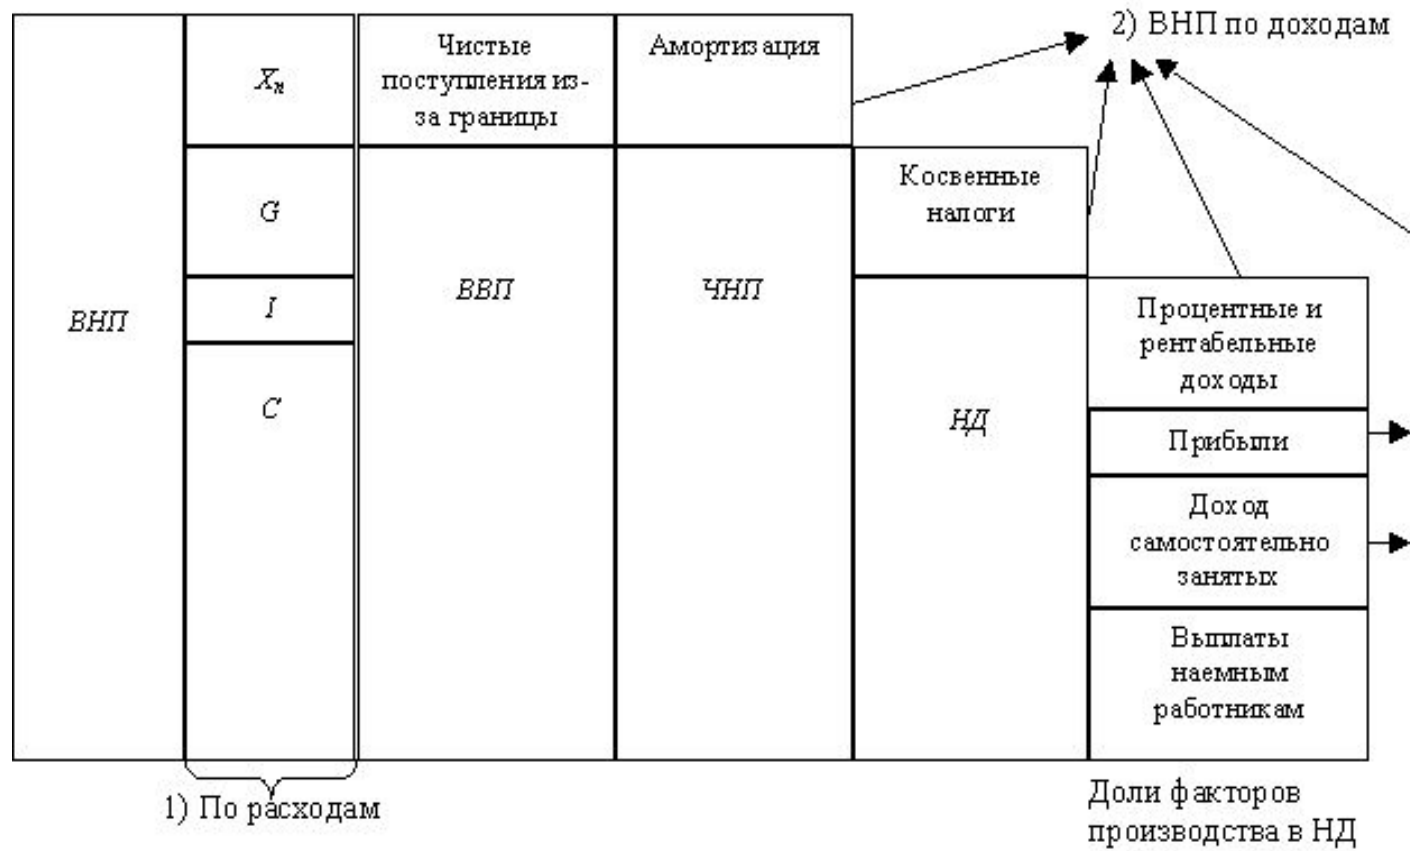 2) ВНП по доходам
ВНП
Xn
G
I
C
1) По расходам
Чистые
поступления из-
за границы
ВВП
Амортизация
ЧНП
Косвенные
налоги
НД
Процентные и
рентабельные
доходы
Прибыли
Доход
самостоятельно
занятых
Выплаты
наемным
работникам
Доли факторов
производства в НД